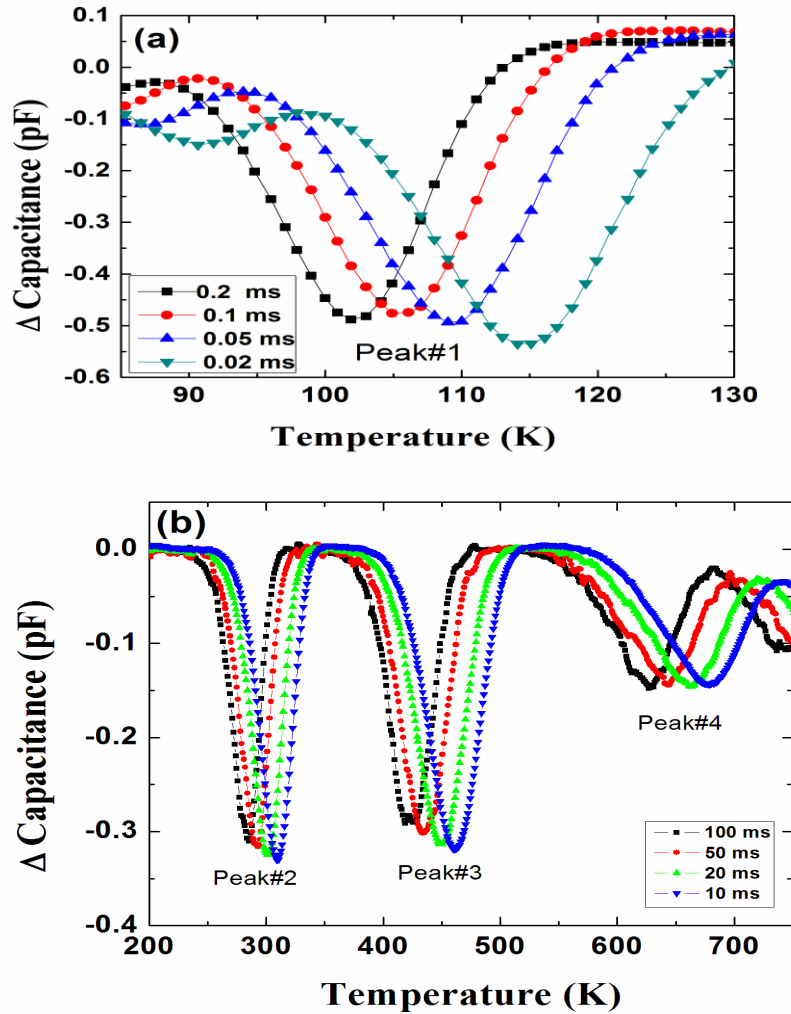 (a)
0.1
0.0
-0.1
-0.2
-0.3
-0.4
-0.5
-0.6
Δ Capacitance (pF)
0.2 ms
0.1 ms
0.05 ms
0.02 ms
Peak#1
90
100
110
120
130
Temperature (K)
(b)
0.0
-0.1
-0.2
-0.3
-0.4
Δ Capacitance (pF)
Peak#4
Peak#2
Peak#3
100 ms
50 ms
20 ms
10 ms
200
300
400
500
600
700
Temperature (K)